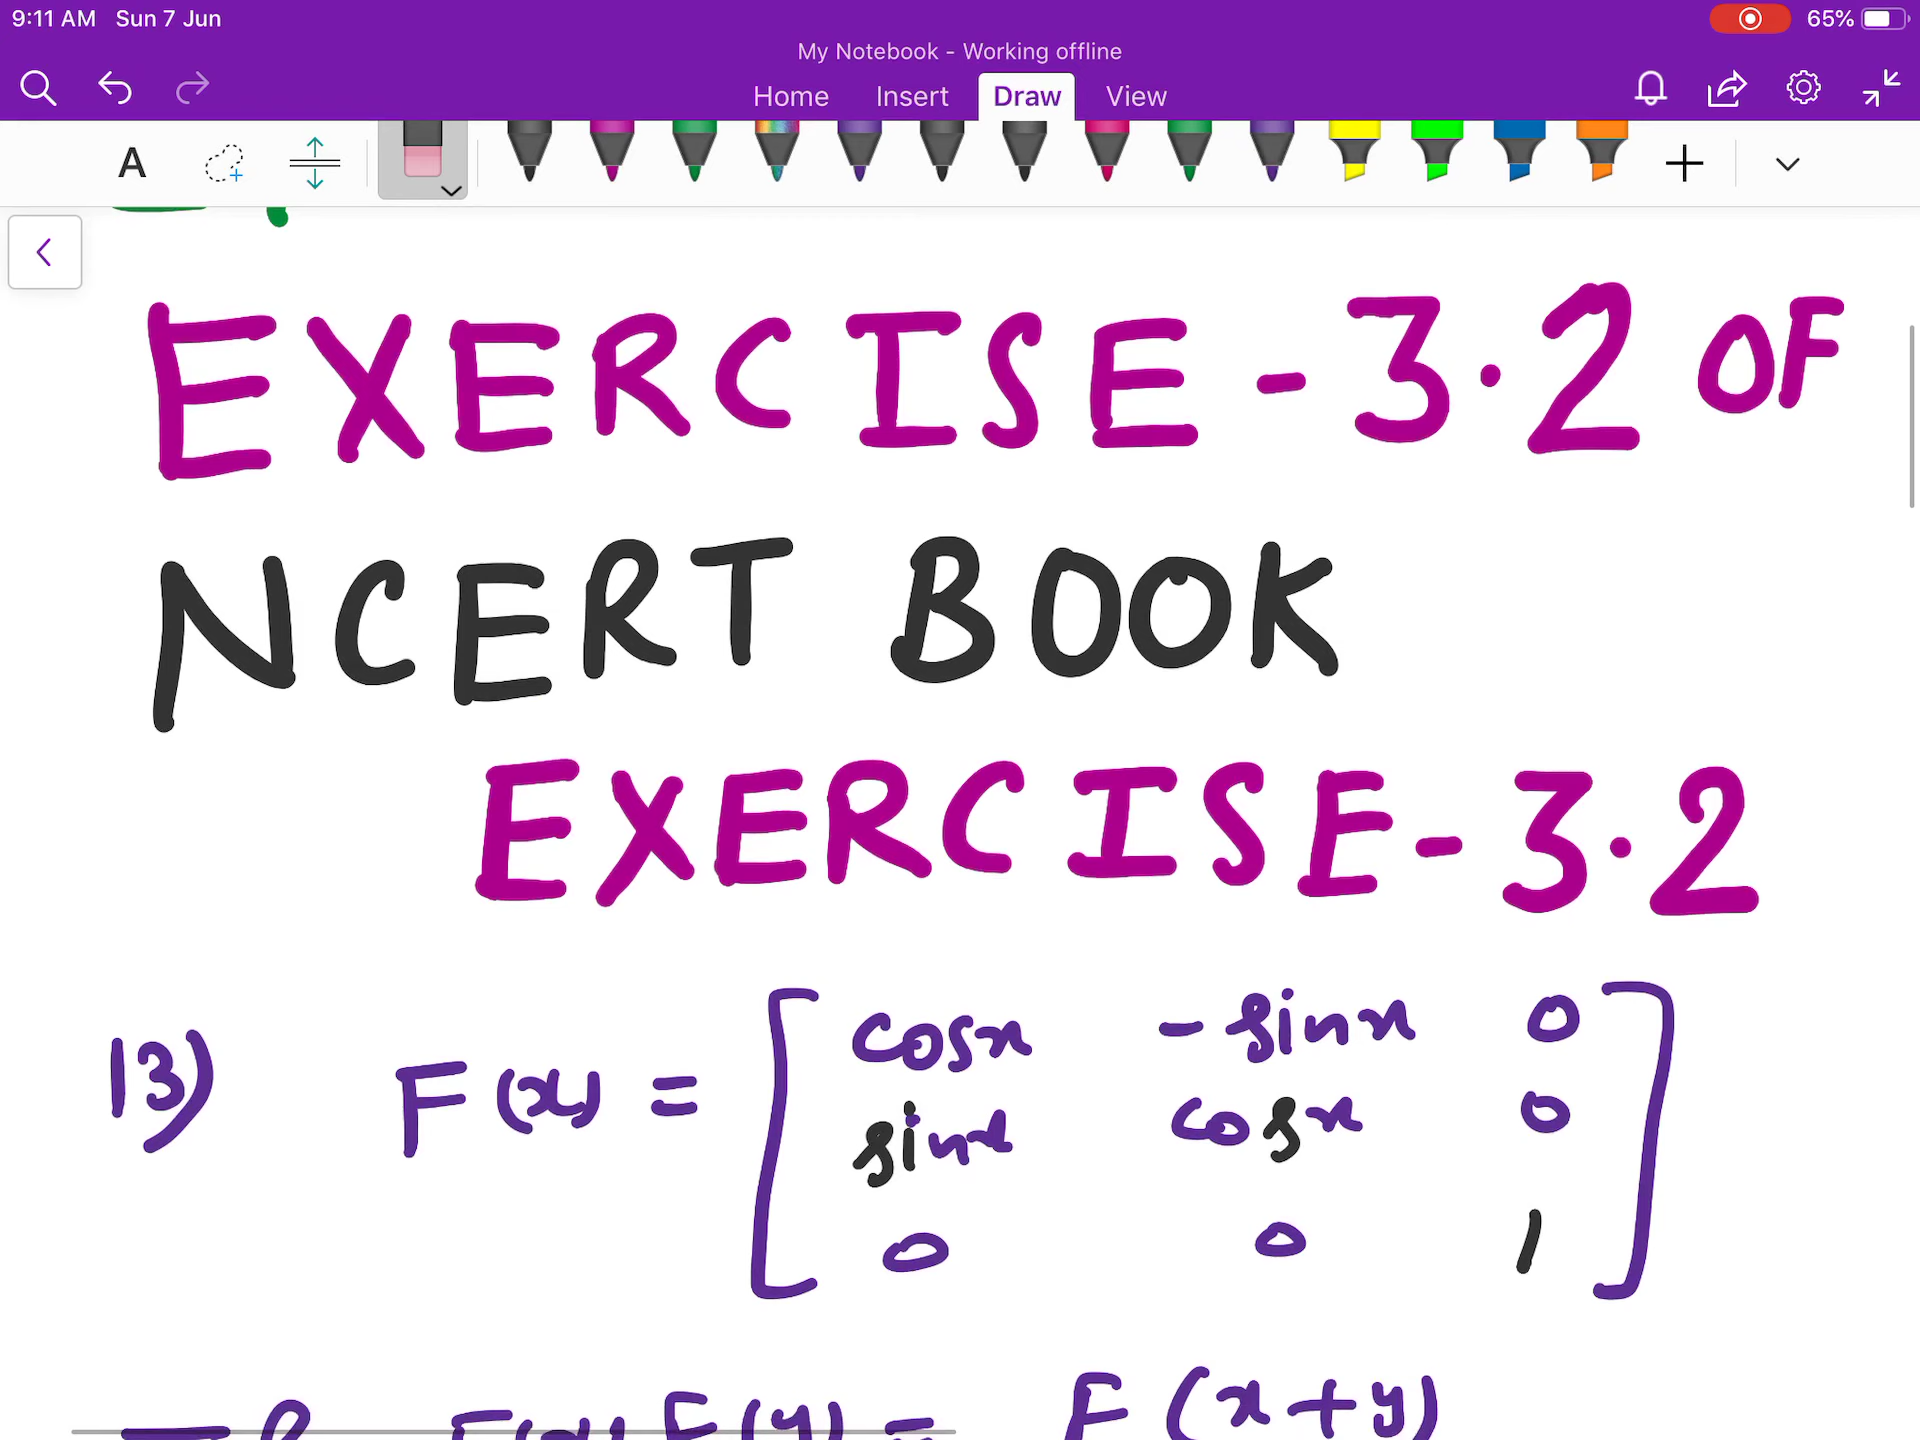 9:11 AM Sun 7 Jun 65%
My Notebook - Working offline
Home Insert Draw View
A
EXERCISE - 3.2 OF
NCERT BOOK
EXERCISE - 3.2
13) F(x) = [ cosx -sinx 0
sinx cosx 0
0 0 1 ]
F(x) F(y) = F(x+y)